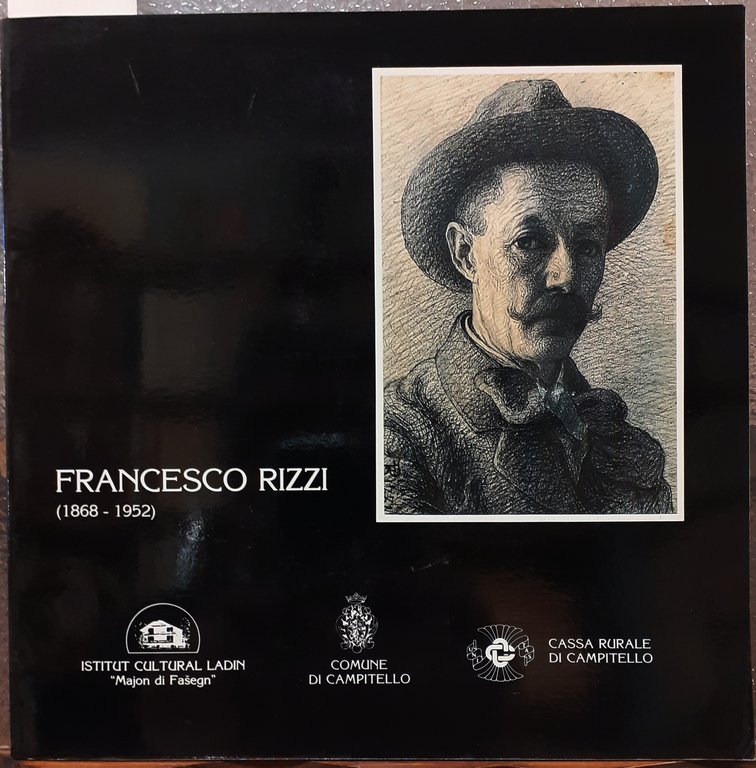 FRANCESCO RIZZI
(1868 - 1952)
ISTITUT CULTURAL LADIN
"Majon di Fašegn"
COMUNE
DI CAMPITELLO
CASSA RURALE
DI CAMPITELLO